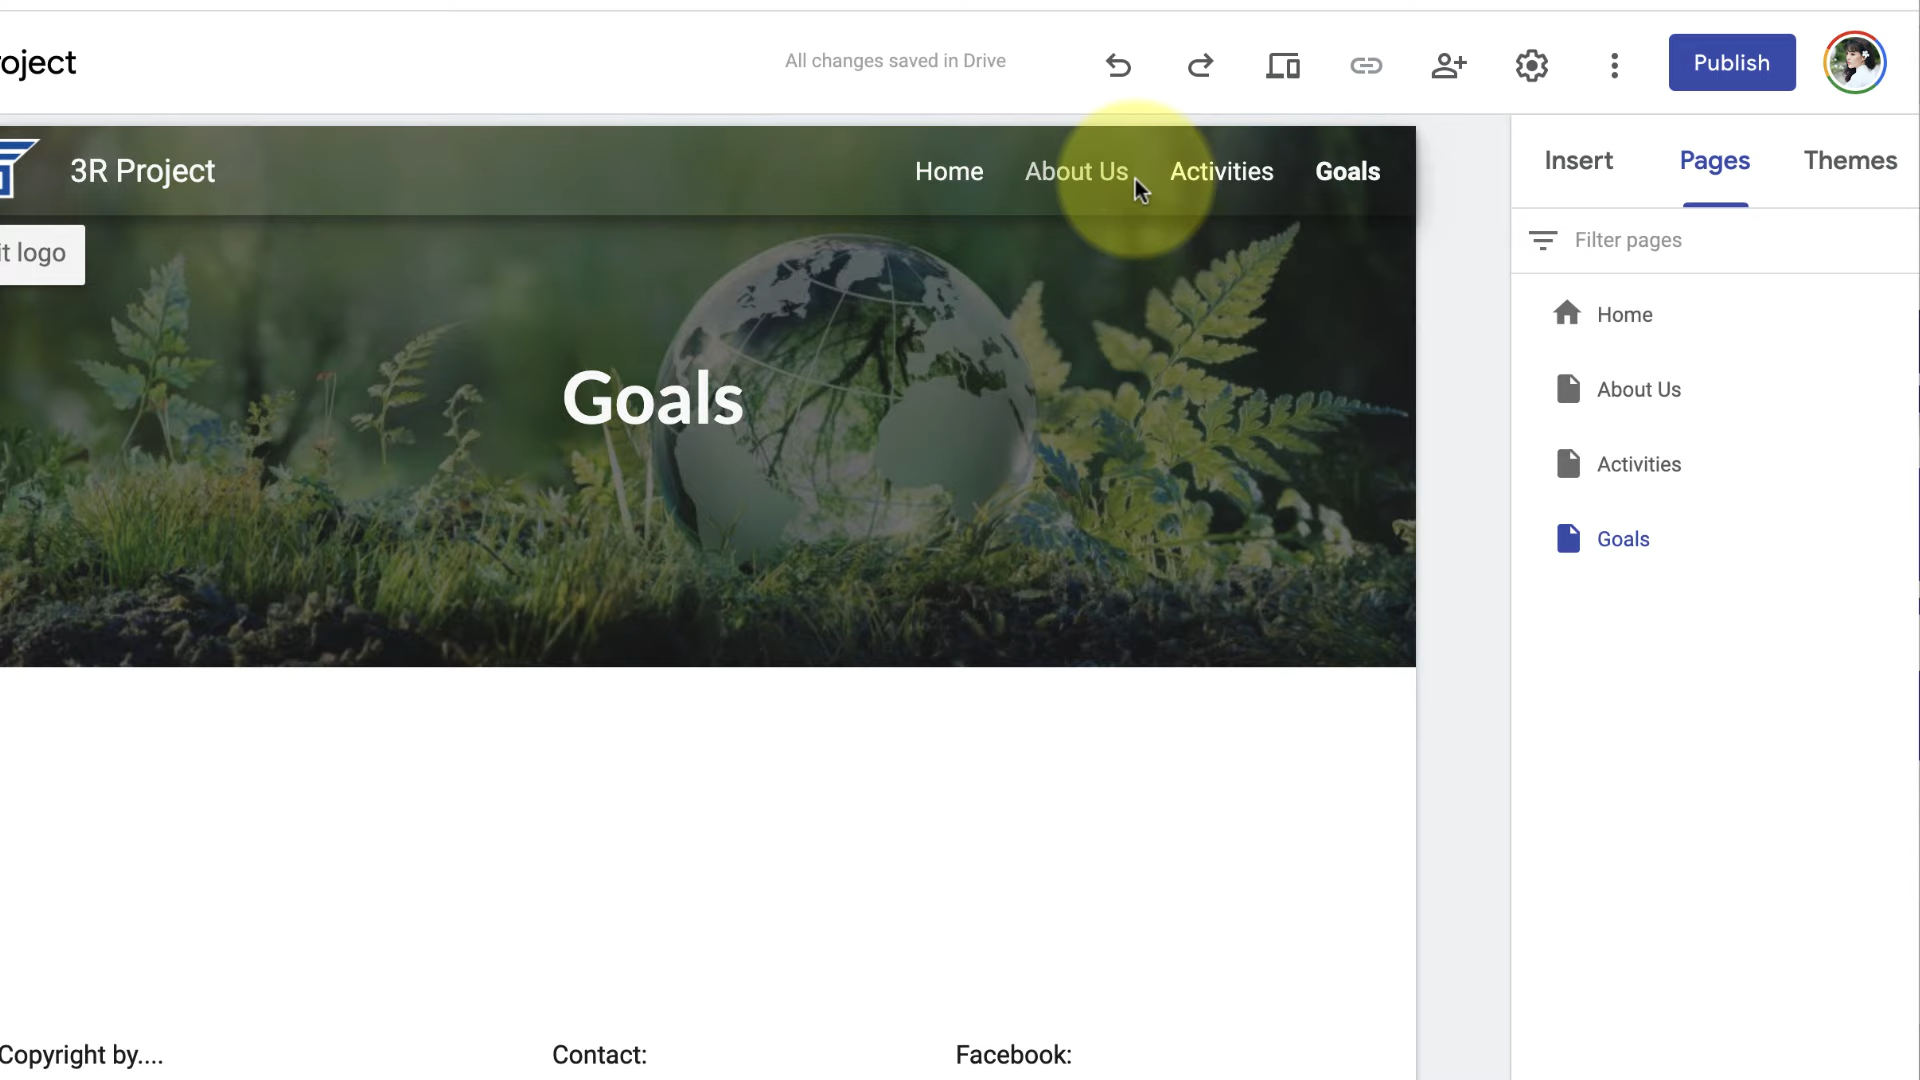 oject
All changes saved in Drive
Publish
3R Project
Home
About Us
Activities
Goals
it logo
Goals
Insert
Pages
Themes
Filter pages
Home
About Us
Activities
Goals
Copyright by....
Contact:
Facebook: